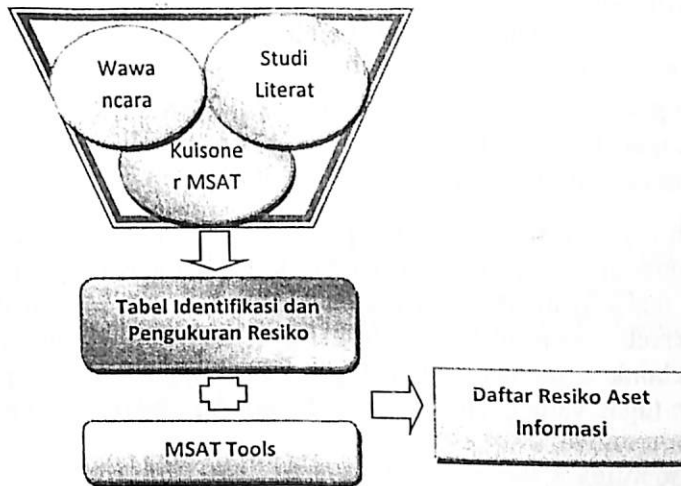 Wawa
ncara
Studi
Literat
Kuisone
r MSAT
Tabel Identifikasi dan
Pengukuran Resiko
MSAT Tools
Daftar Resiko Aset
Informasi